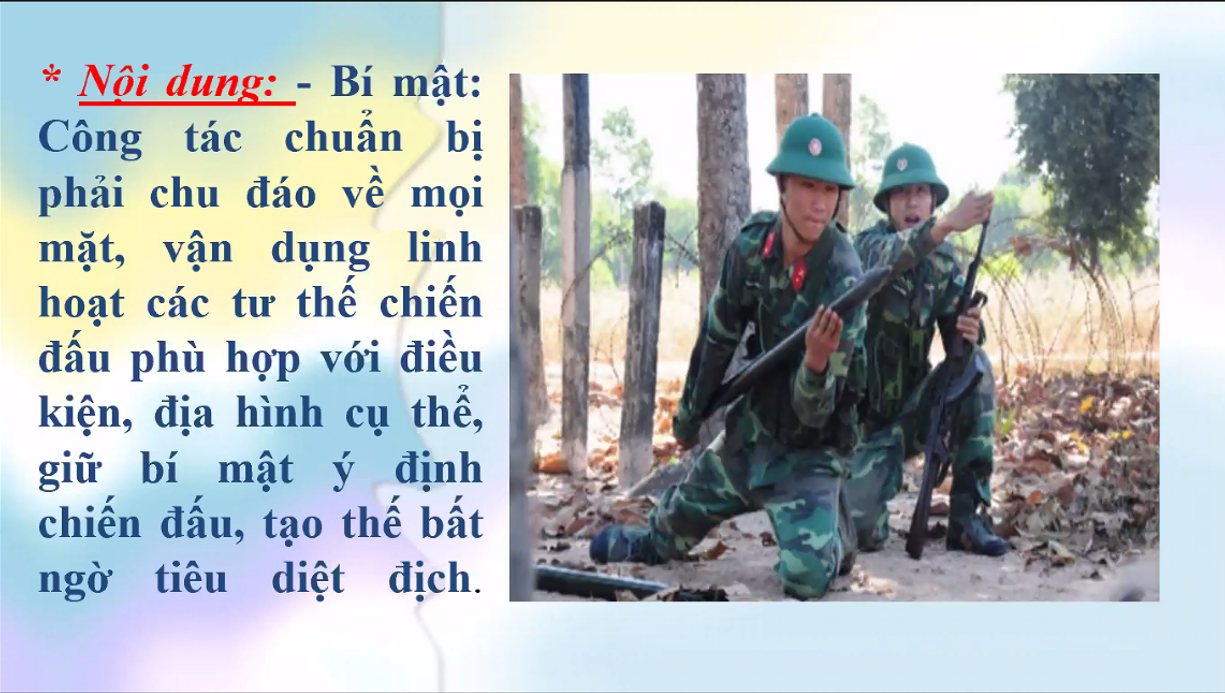 * Nội dung: - Bí mật:
Công tác chuẩn bị
phải chu đáo về mọi
mặt, vận dụng linh
hoạt các tư thế chiến
đấu phù hợp với điều
kiện, địa hình cụ thể,
giữ bí mật ý định
chiến đấu, tạo thế bất
ngờ tiêu diệt địch.